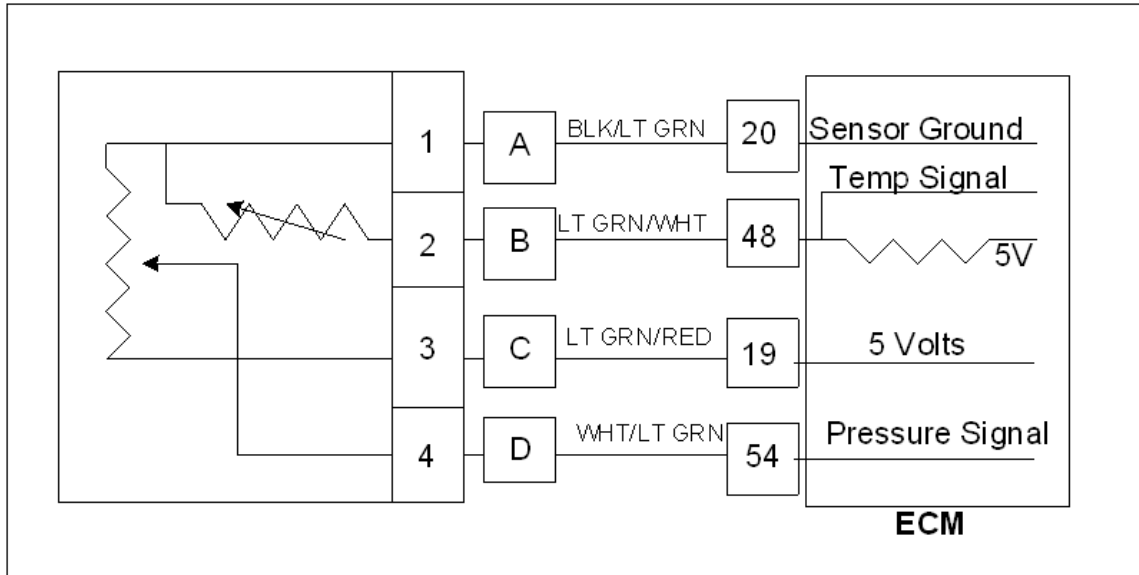 1 A BLK/LT GRN 20 Sensor Ground
Temp Signal
2 B LT GRN/WHT 48 5V
3 C LT GRN/RED 19 5 Volts
4 D WHT/LT GRN 54 Pressure Signal
ECM